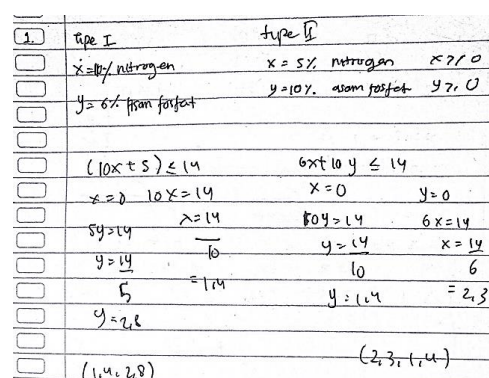 1. tipe I tipe II
x = 10% nitrogen x = 5% nitrogen x ≥ 0
y = 6% Asam fosfat y = 10% asam fosfat y ≥ 0
(10x + 5) ≤ 14 6x + 10y ≤ 14
x = 0 10x = 14 x = 0 y = 0
5y = 14 x = 14/10 10y = 14 6x = 14
y = 14/5 = 1,4 y = 14/10 x = 14/6
y = 2,8 y = 1,4 = 2,3
(2,3, 1,4)
(1,4, 2,8)